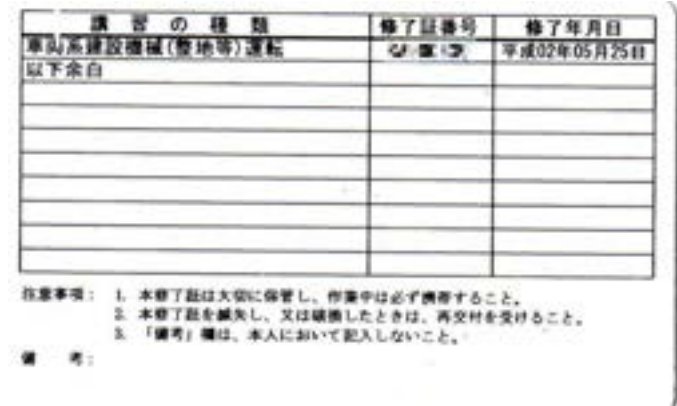 講習の種類 修了証番号 修了年月日
車両系建設機械(整地等)運転 平成02年05月25日
以下余白
注意事項: 1. 本修了証は大切に保管し、作業中は必ず携帯すること。
2. 本修了証を滅失し、又は破損したときは、再交付を受けること。
3. 「備考」欄は、本人において記入しないこと。
備 考: